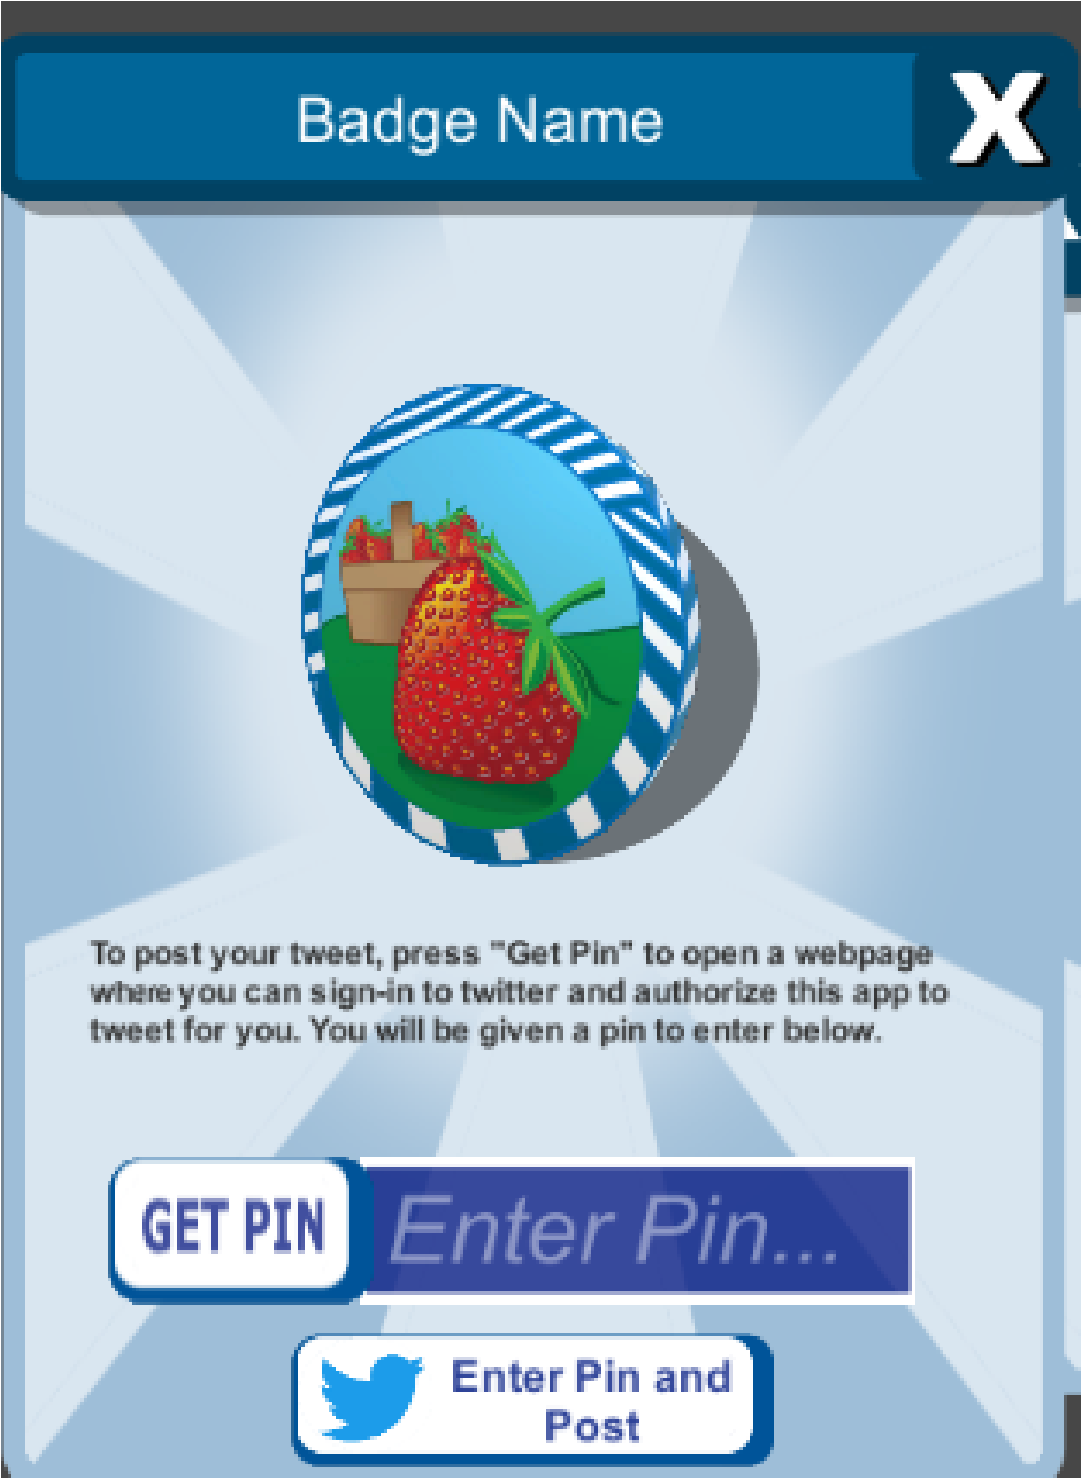 Badge Name
X
To post your tweet, press "Get Pin" to open a webpage
where you can sign-in to twitter and authorize this app to
tweet for you. You will be given a pin to enter below.
GET PIN
Enter Pin...
Enter Pin and
Post